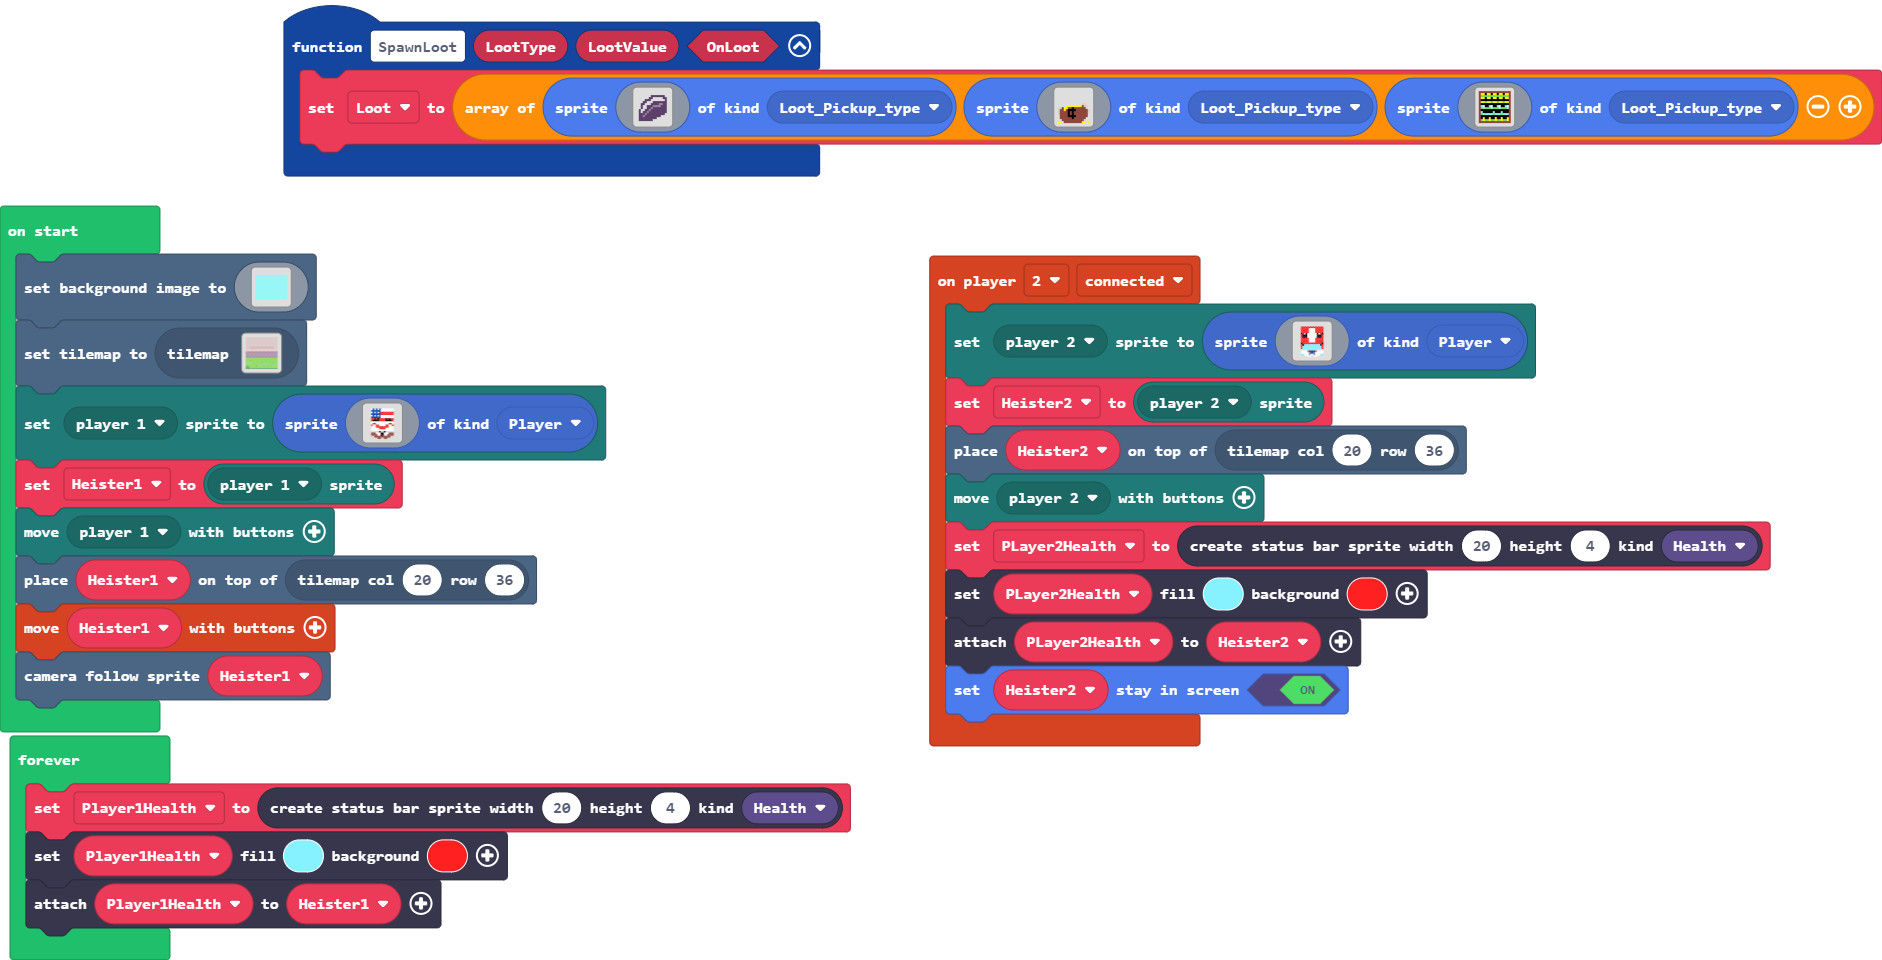 function SpawnLoot LootType LootValue OnLoot
set Loot to array of sprite of kind Loot_Pickup_type sprite of kind Loot_Pickup_type sprite of kind Loot_Pickup_type
on start
set background image to
set tilemap to tilemap
set player 1 sprite to sprite of kind Player
set Heister1 to player 1 sprite
move player 1 with buttons
place Heister1 on top of tilemap col 20 row 36
move Heister1 with buttons
camera follow sprite Heister1
forever
set Player1Health to create status bar sprite width 20 height 4 kind Health
set Player1Health fill background
attach Player1Health to Heister1
on player 2 connected
set player 2 sprite to sprite of kind Player
set Heister2 to player 2 sprite
place Heister2 on top of tilemap col 20 row 36
move player 2 with buttons
set PLayer2Health to create status bar sprite width 20 height 4 kind Health
set PLayer2Health fill background
attach PLayer2Health to Heister2
set Heister2 stay in screen ON